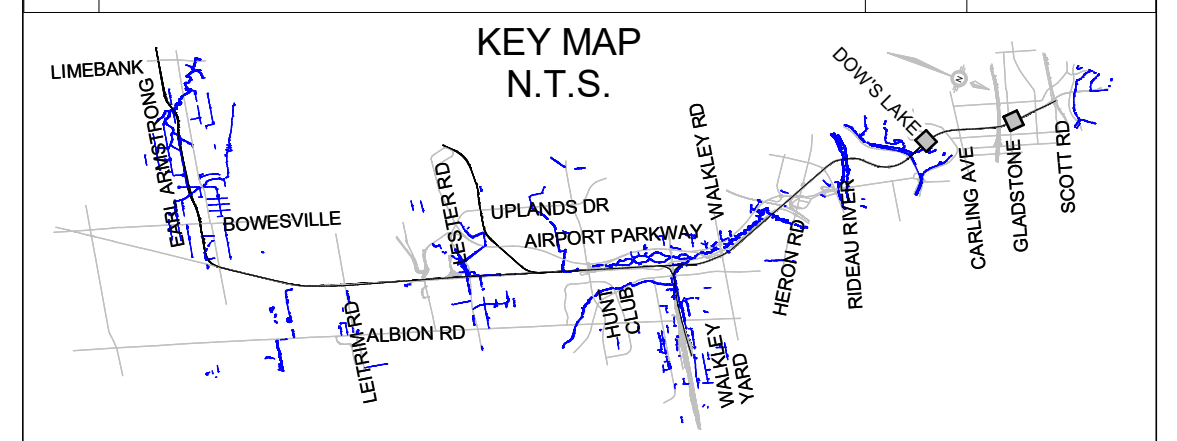 KEY MAP
N.T.S.
LIMEBANK
EARL ARMSTRONG
BOWESVILLE
LEITRIM RD
ALBION RD
LESTER RD
UPLANDS DR
AIRPORT PARKWAY
HUNT
CLUB
WALKLEY
YARD
WALKLEY RD
HERON RD
RIDEAU RIVER
DOW'S LAKE
N
CARLING AVE
GLADSTONE
SCOTT RD